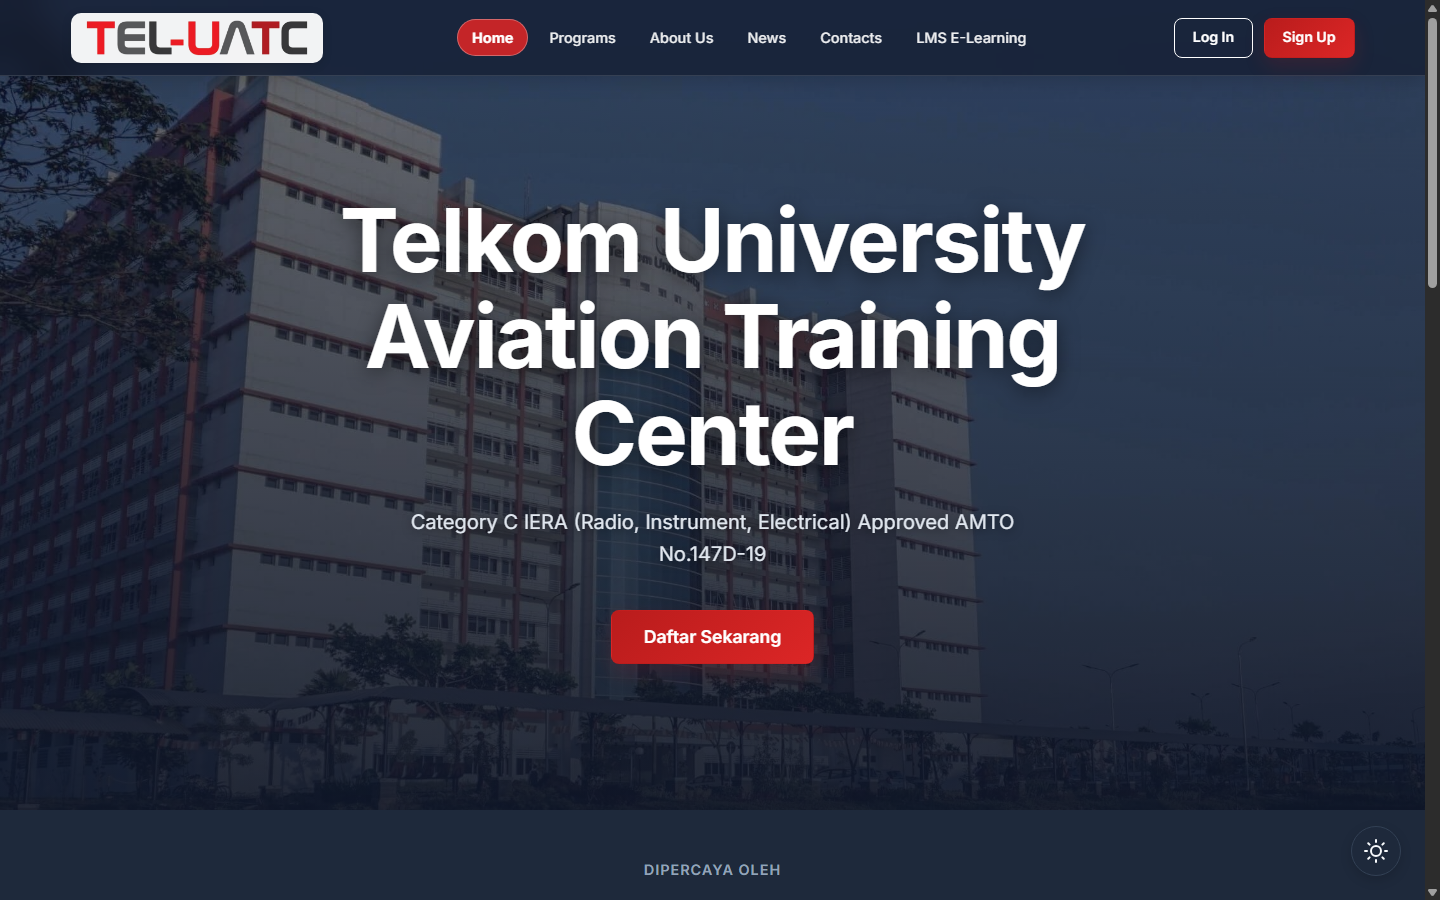 TEL-UATC
Home
Programs
About Us
News
Contacts
LMS E-Learning
Log In
Sign Up
Telkom University
Aviation Training
Center
Category C IERA (Radio, Instrument, Electrical) Approved AMTO
No.147D-19
Daftar Sekarang
DIPERCAYA OLEH